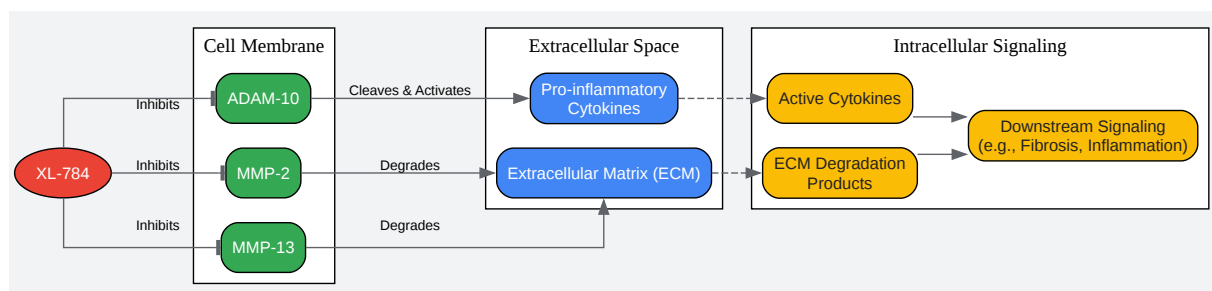 Cell Membrane
Extracellular Space
Intracellular Signaling
Inhibits
ADAM-10
Cleaves & Activates
Pro-inflammatory
Cytokines
Active Cytokines
Downstream Signaling
(e.g., Fibrosis, Inflammation)
XL-784
Inhibits
MMP-2
Degrades
Extracellular Matrix (ECM)
ECM Degradation
Products
Inhibits
MMP-13
Degrades